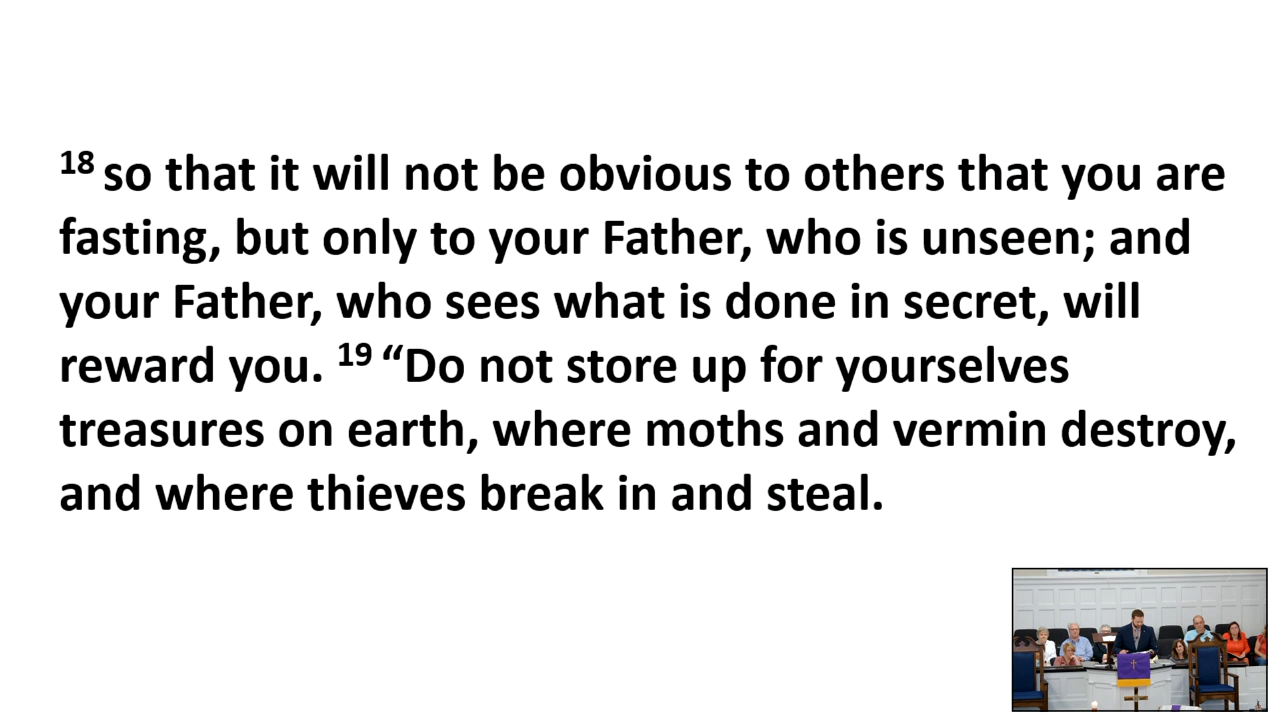 18 so that it will not be obvious to others that you are
fasting, but only to your Father, who is unseen; and
your Father, who sees what is done in secret, will
reward you. 19 “Do not store up for yourselves
treasures on earth, where moths and vermin destroy,
and where thieves break in and steal.